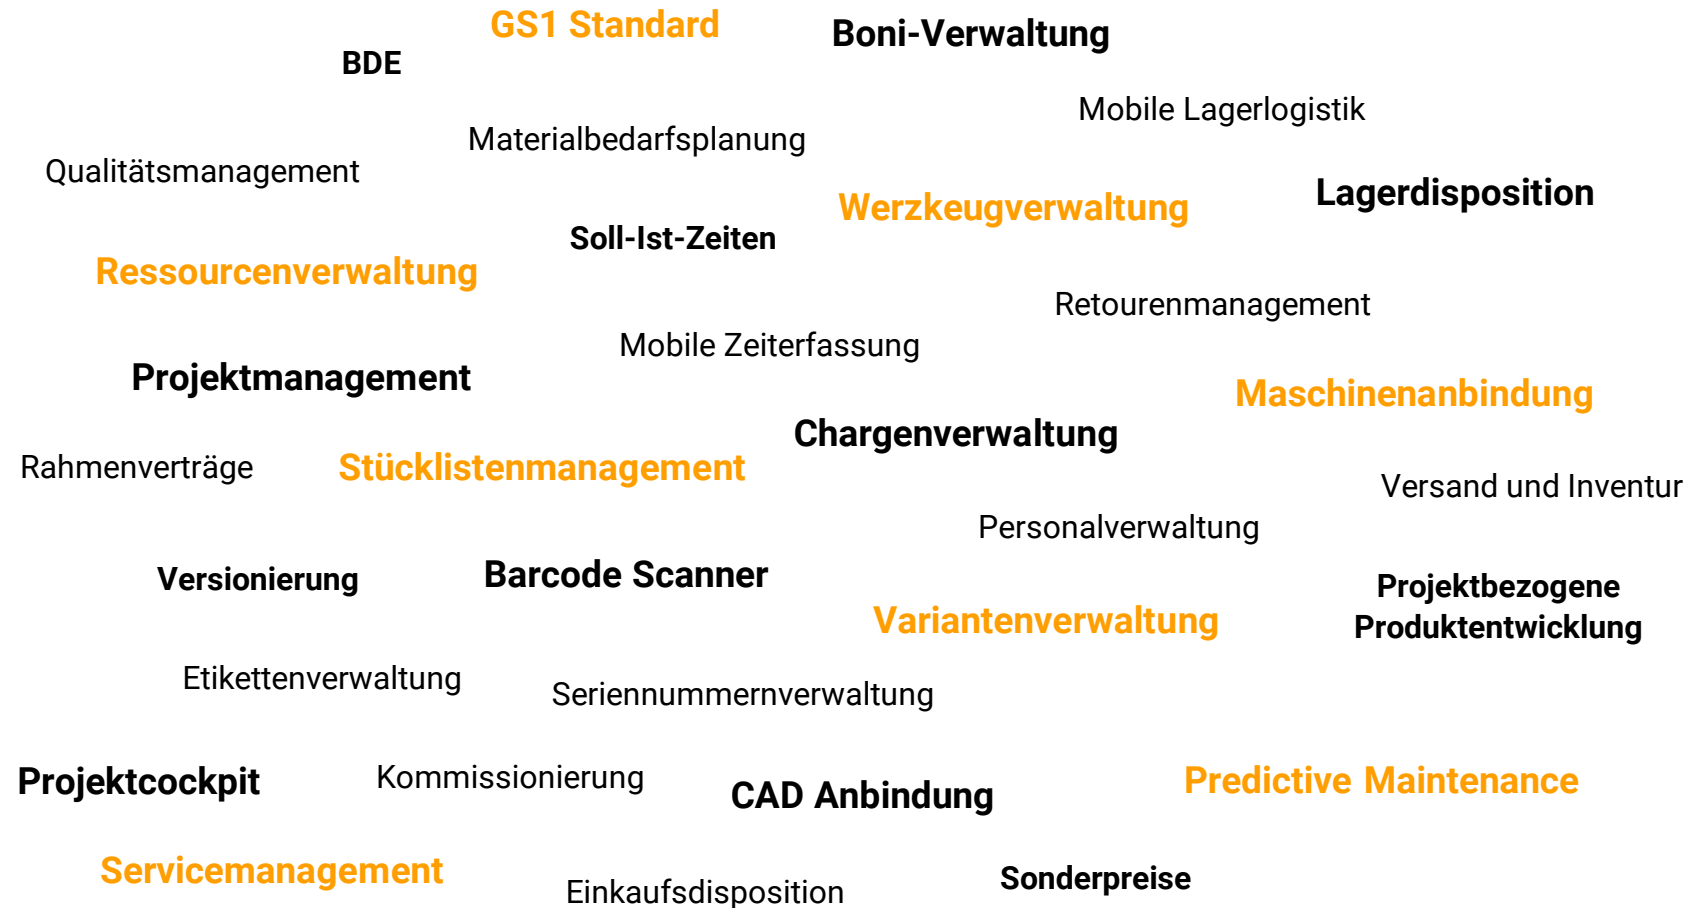 GS1 Standard
Boni-Verwaltung
BDE
Mobile Lagerlogistik
Materialbedarfsplanung
Qualitätsmanagement
Lagerdisposition
Werzkeugverwaltung
Soll-Ist-Zeiten
Ressourcenverwaltung
Retourenmanagement
Mobile Zeiterfassung
Projektmanagement
Maschinenanbindung
Chargenverwaltung
Rahmenverträge
Stücklistenmanagement
Versand und Inventur
Personalverwaltung
Barcode Scanner
Versionierung
Projektbezogene
Produktentwicklung
Variantenverwaltung
Etikettenverwaltung
Seriennummernverwaltung
Projektcockpit
Kommissionierung
CAD Anbindung
Predictive Maintenance
Servicemanagement
Einkaufsdisposition
Sonderpreise